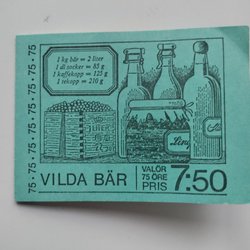 75 • 75 • 75 • 75 • 75 • 75 • 75
1 kg bär = 2 liter
1 dl socker = 85 g
1 kaffekopp = 125 g
1 tekopp = 210 g
VILDA BÄR
VALÖR
75 ÖRE
PRIS
7:50